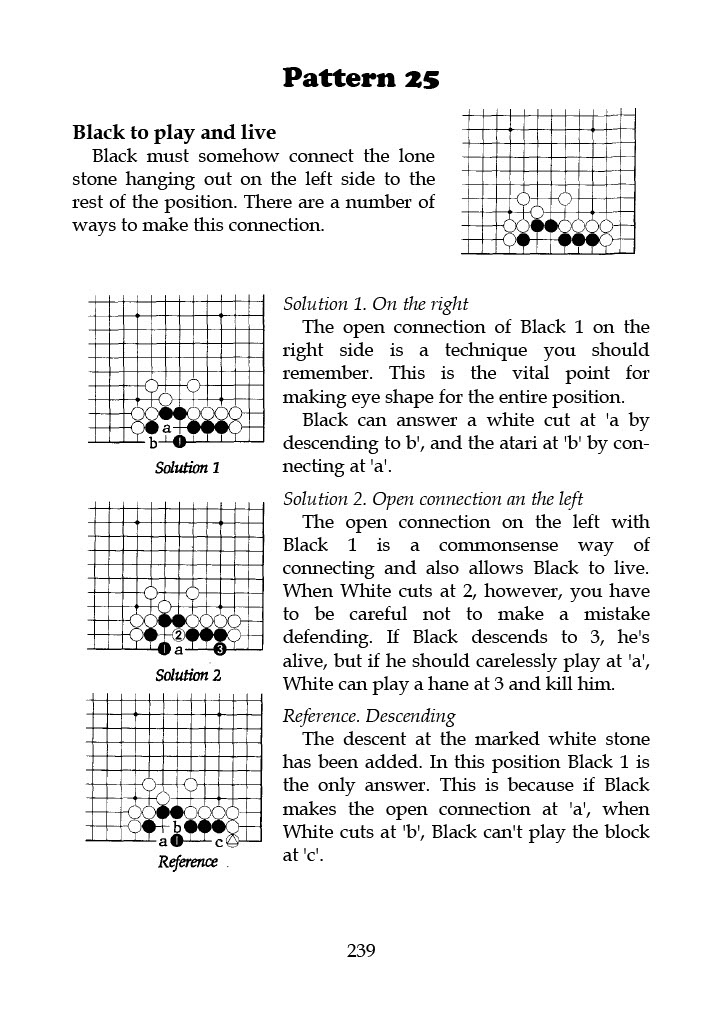 Pattern 25
Black to play and live
Black must somehow connect the lone
stone hanging out on the left side to the
rest of the position. There are a number of
ways to make this connection.
a
b 1
Solution 1
Solution 1. On the right
The open connection of Black 1 on the
right side is a technique you should
remember. This is the vital point for
making eye shape for the entire position.
Black can answer a white cut at 'a by
descending to b', and the atari at 'b' by con-
necting at 'a'.
2
1 a 3
Solution 2
Solution 2. Open connection an the left
The open connection on the left with
Black 1 is a commonsense way of
connecting and also allows Black to live.
When White cuts at 2, however, you have
to be careful not to make a mistake
defending. If Black descends to 3, he's
alive, but if he should carelessly play at 'a',
White can play a hane at 3 and kill him.
b
a 1 c
Reference
Reference. Descending
The descent at the marked white stone
has been added. In this position Black 1 is
the only answer. This is because if Black
makes the open connection at 'a', when
White cuts at 'b', Black can't play the block
at 'c'.
239